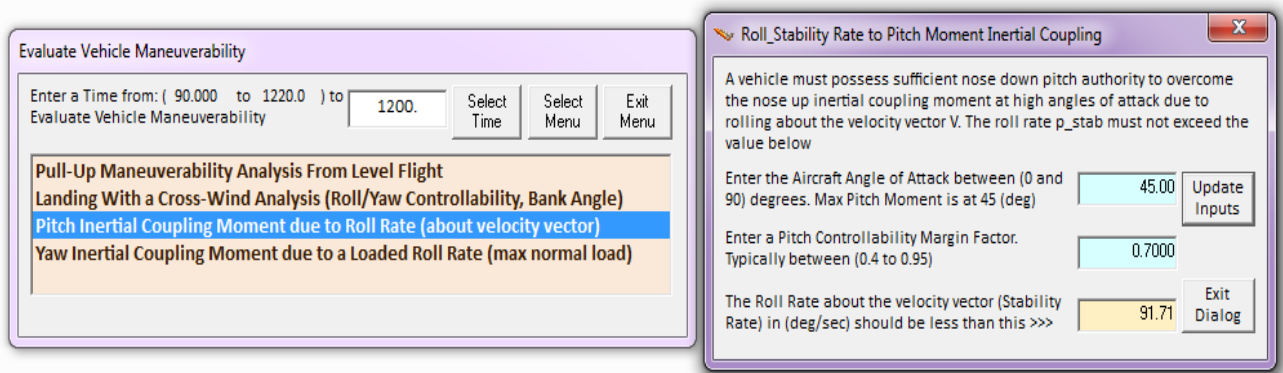 Evaluate Vehicle Maneuverability
Enter a Time from: ( 90.000 to 1220.0 ) to
Evaluate Vehicle Maneuverability
1200.
Select
Time
Select
Menu
Exit
Menu
Pull-Up Maneuverability Analysis From Level Flight
Landing With a Cross-Wind Analysis (Roll/Yaw Controllability, Bank Angle)
Pitch Inertial Coupling Moment due to Roll Rate (about velocity vector)
Yaw Inertial Coupling Moment due to a Loaded Roll Rate (max normal load)
Roll_Stability Rate to Pitch Moment Inertial Coupling
X
A vehicle must possess sufficient nose down pitch authority to overcome
the nose up inertial coupling moment at high angles of attack due to
rolling about the velocity vector V. The roll rate p_stab must not exceed the
value below
Enter the Aircraft Angle of Attack between (0 and
90) degrees. Max Pitch Moment is at 45 (deg)
45.00
Update
Inputs
Enter a Pitch Controllability Margin Factor.
Typically between (0.4 to 0.95)
0.7000
The Roll Rate about the velocity vector (Stability
Rate) in (deg/sec) should be less than this >>>
91.71
Exit
Dialog